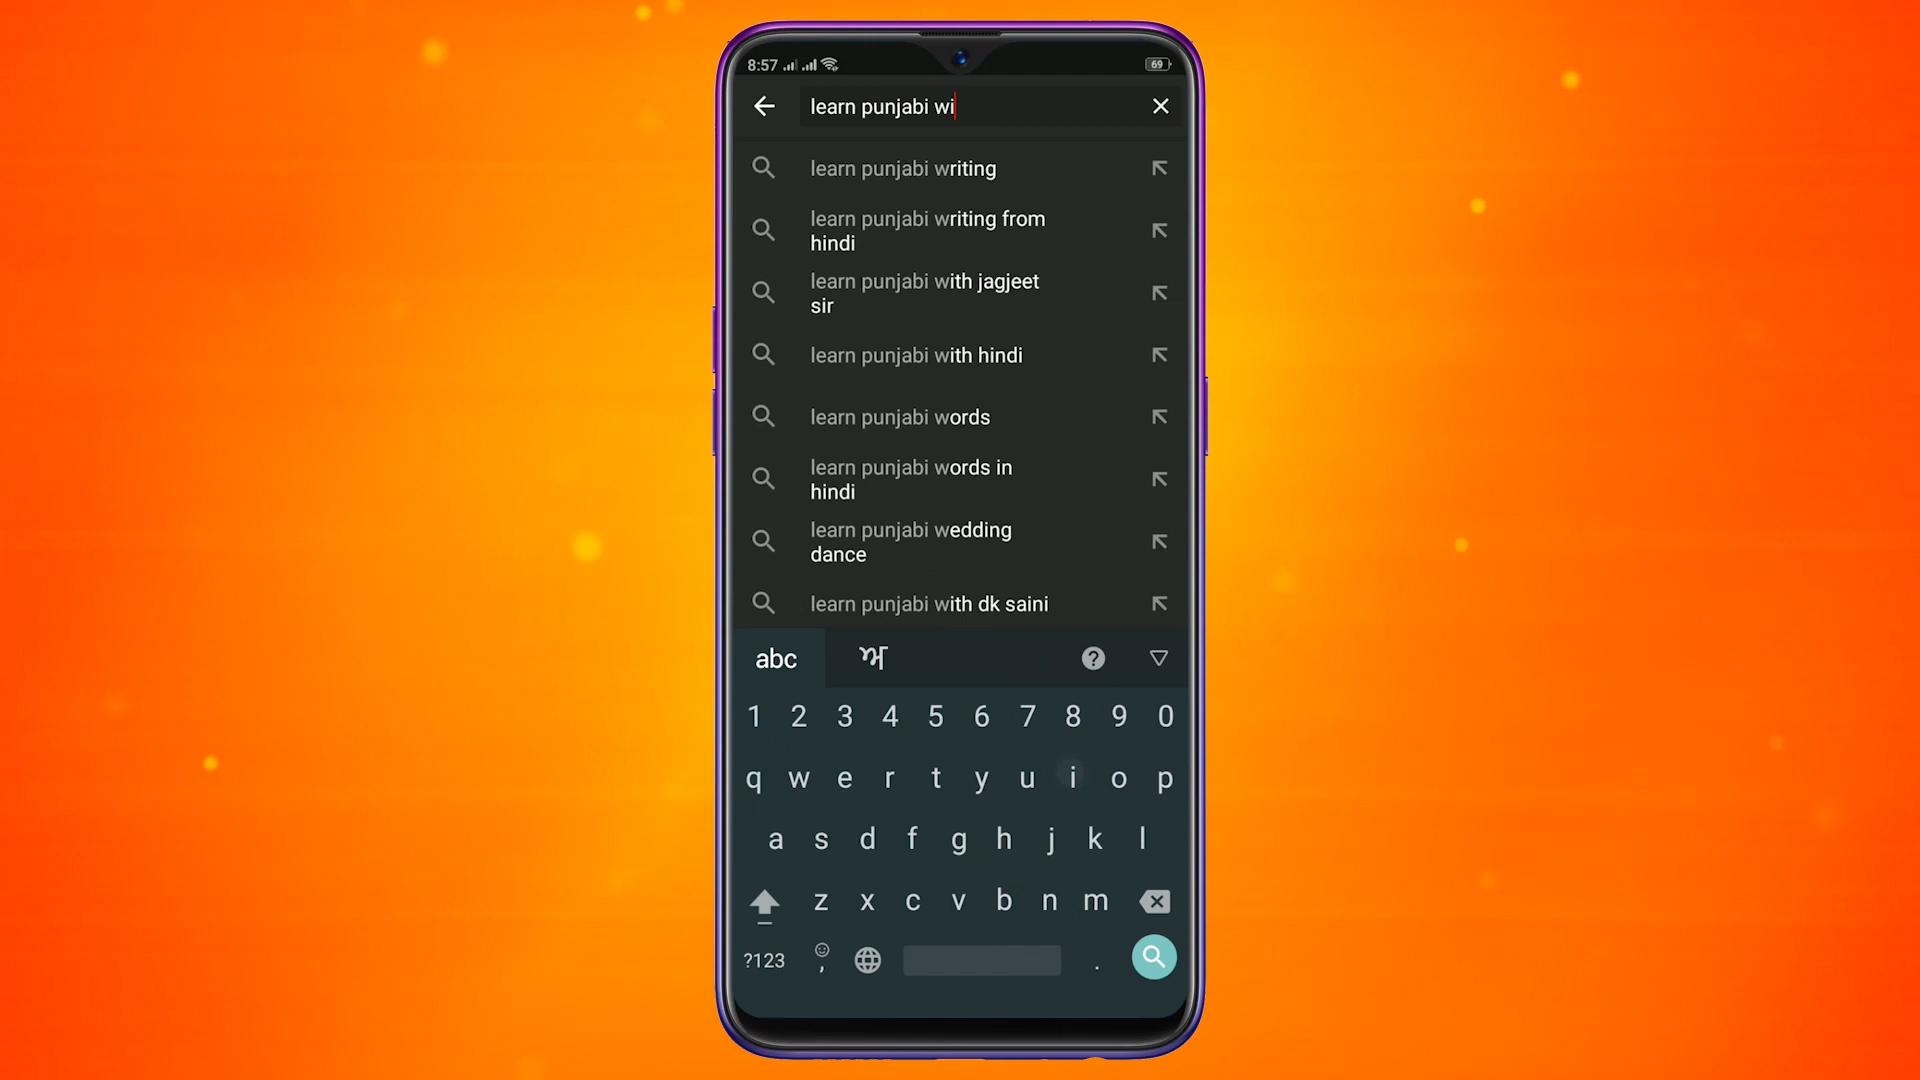 8:57
69
learn punjabi wi
learn punjabi writing
learn punjabi writing from
hindi
learn punjabi with jagjeet
sir
learn punjabi with hindi
learn punjabi words
learn punjabi words in
hindi
learn punjabi wedding
dance
learn punjabi with dk saini
abc ਅ ?
1 2 3 4 5 6 7 8 9 0
q w e r t y u i o p
a s d f g h j k l
z x c v b n m
?123 , .